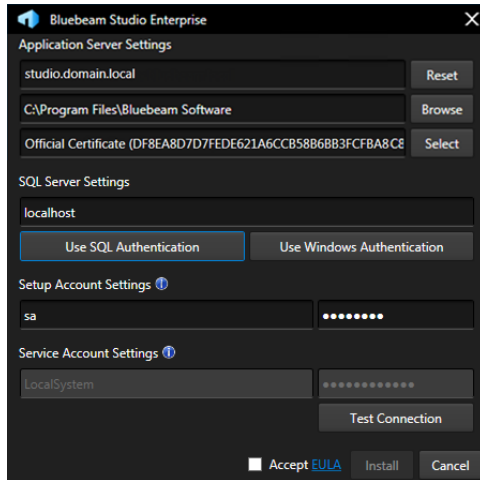 Bluebeam Studio Enterprise
Application Server Settings
studio.domain.local
Reset
C:\Program Files\Bluebeam Software
Browse
Official Certificate (DF8EA8D7D7FEDE621A6CCB58B6BB3FCFBA8C8
Select
SQL Server Settings
localhost
Use SQL Authentication
Use Windows Authentication
Setup Account Settings
sa
●●●●●●●●
Service Account Settings
LocalSystem
●●●●●●●●●●●●
Test Connection
Accept EULA
Install
Cancel